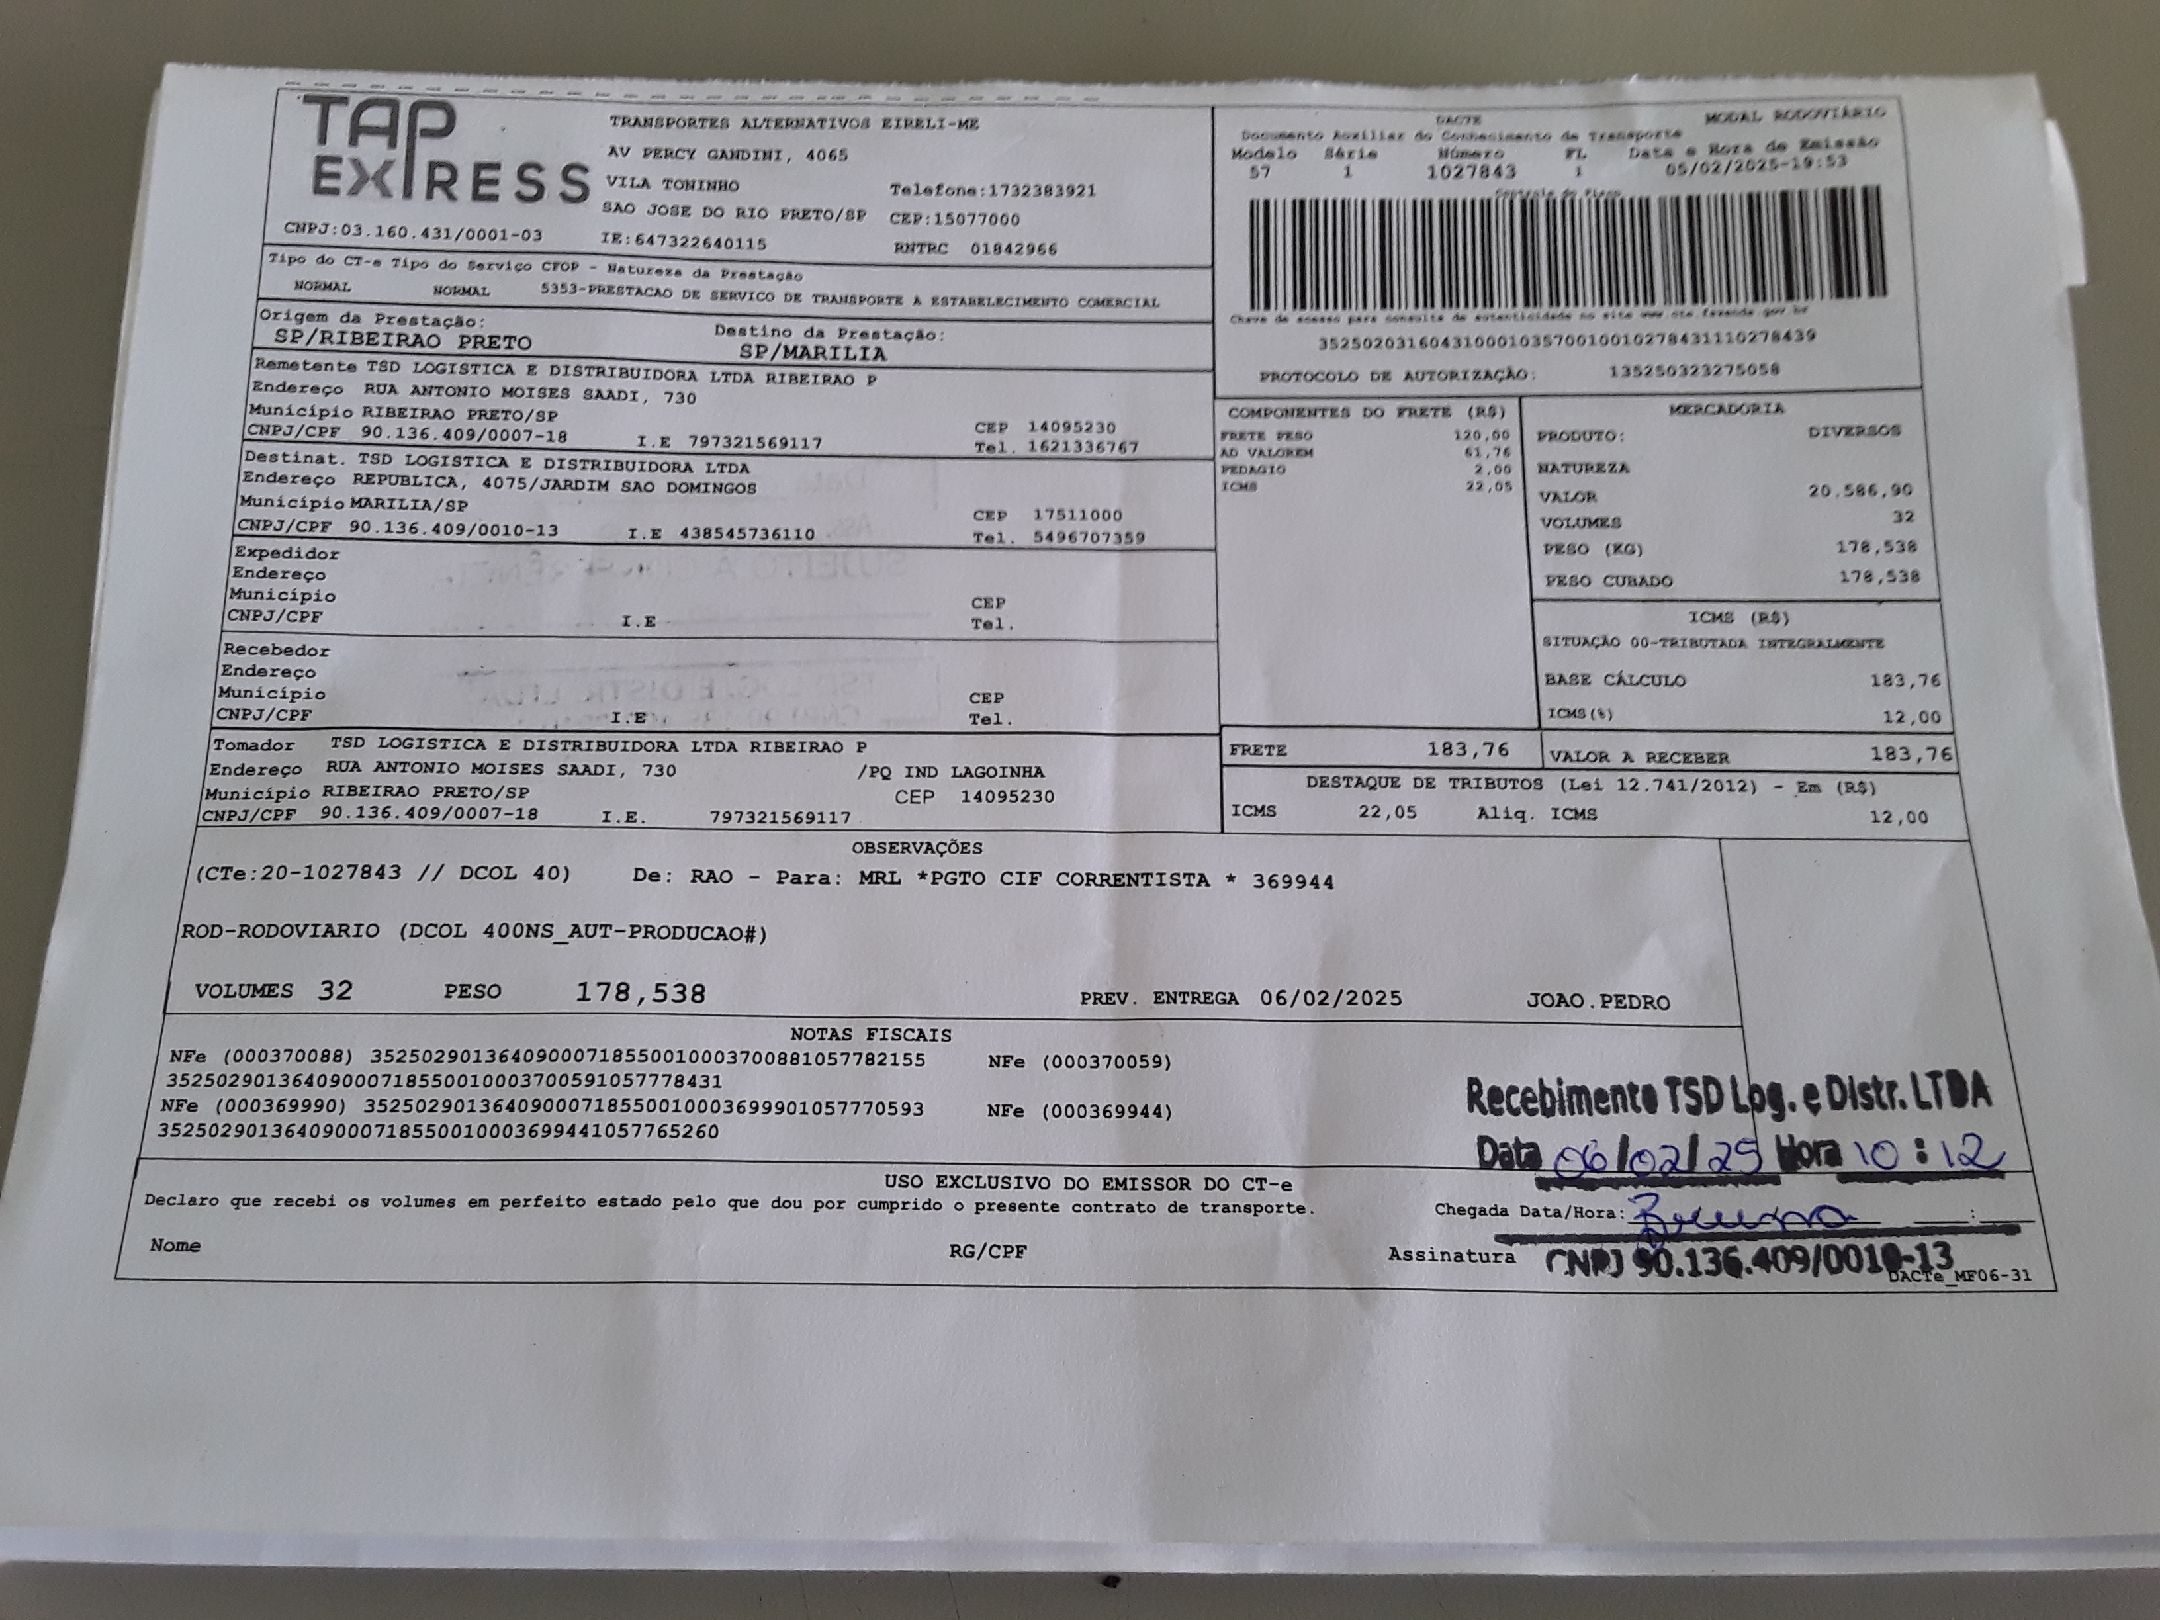 TAP EXPRESS
TRANSPORTES ALTERNATIVOS EIRELI-ME
AV PERCY GANDINI, 4065
VILA TONINHO Telefone:1732383921
SAO JOSE DO RIO PRETO/SP CEP:15077000
CNPJ:03.160.431/0001-03 IE:647322640115 RNTRC 01842966
DACTE MODAL RODOVIÁRIO
Documento Auxiliar do Conhecimento de Transporte
Modelo Série Número FL Data e Hora de Emissão
57 1 1027843 1 05/02/2025-19:53
Controle do Fisco
Chave de acesso para consulta de autenticidade no site www.cte.fazenda.gov.br
35250203160431000103570010010278431110278439
PROTOCOLO DE AUTORIZAÇÃO: 135250323275058
Tipo do CT-e Tipo do Serviço CFOP - Natureza da Prestação
NORMAL NORMAL 5353-PRESTACAO DE SERVICO DE TRANSPORTE A ESTABELECIMENTO COMERCIAL
Origem da Prestação: Destino da Prestação:
SP/RIBEIRAO PRETO SP/MARILIA
Remetente TSD LOGISTICA E DISTRIBUIDORA LTDA RIBEIRAO P
Endereço RUA ANTONIO MOISES SAADI, 730
Município RIBEIRAO PRETO/SP CEP 14095230
CNPJ/CPF 90.136.409/0007-18 I.E 797321569117 Tel. 1621336767
Destinat. TSD LOGISTICA E DISTRIBUIDORA LTDA
Endereço REPUBLICA, 4075/JARDIM SAO DOMINGOS
Município MARILIA/SP CEP 17511000
CNPJ/CPF 90.136.409/0010-13 I.E 438545736110 Tel. 5496707359
Expedidor
Endereço
Município CEP
CNPJ/CPF I.E Tel.
Recebedor
Endereço
Município CEP
CNPJ/CPF I.E Tel.
Tomador TSD LOGISTICA E DISTRIBUIDORA LTDA RIBEIRAO P
Endereço RUA ANTONIO MOISES SAADI, 730 /PQ IND LAGOINHA
Município RIBEIRAO PRETO/SP CEP 14095230
CNPJ/CPF 90.136.409/0007-18 I.E. 797321569117
COMPONENTES DO FRETE (R$)
FRETE PESO 120,00
AD VALOREM 61,76
PEDAGIO 2,00
ICMS 22,05
MERCADORIA
PRODUTO: DIVERSOS
NATUREZA
VALOR 20.586,90
VOLUMES 32
PESO (KG) 178,538
PESO CUBADO 178,538
ICMS (R$)
SITUAÇÃO 00-TRIBUTADA INTEGRALMENTE
BASE CÁLCULO 183,76
ICMS(%) 12,00
FRETE 183,76 VALOR A RECEBER 183,76
DESTAQUE DE TRIBUTOS (Lei 12.741/2012) - Em (R$)
ICMS 22,05 Aliq. ICMS 12,00
OBSERVAÇÕES
(CTe:20-1027843 // DCOL 40) De: RAO - Para: MRL *PGTO CIF CORRENTISTA * 369944
ROD-RODOVIARIO (DCOL 400NS_AUT-PRODUCAO#)
VOLUMES 32 PESO 178,538 PREV. ENTREGA 06/02/2025 JOAO.PEDRO
NOTAS FISCAIS
NFe (000370088) 35250290136409000718550010003700881057782155 NFe (000370059)
35250290136409000718550010003700591057778431
NFe (000369990) 35250290136409000718550010003699901057770593 NFe (000369944)
35250290136409000718550010003699441057765260
Recebimento TSD Log. e Distr. LTDA
Data 06/02/25 Hora 10:12
USO EXCLUSIVO DO EMISSOR DO CT-e
Declaro que recebi os volumes em perfeito estado pelo que dou por cumprido o presente contrato de transporte.
Chegada Data/Hora: Bruna :
Nome RG/CPF Assinatura CNPJ 90.136.409/0010-13
DACTe_MF06-31